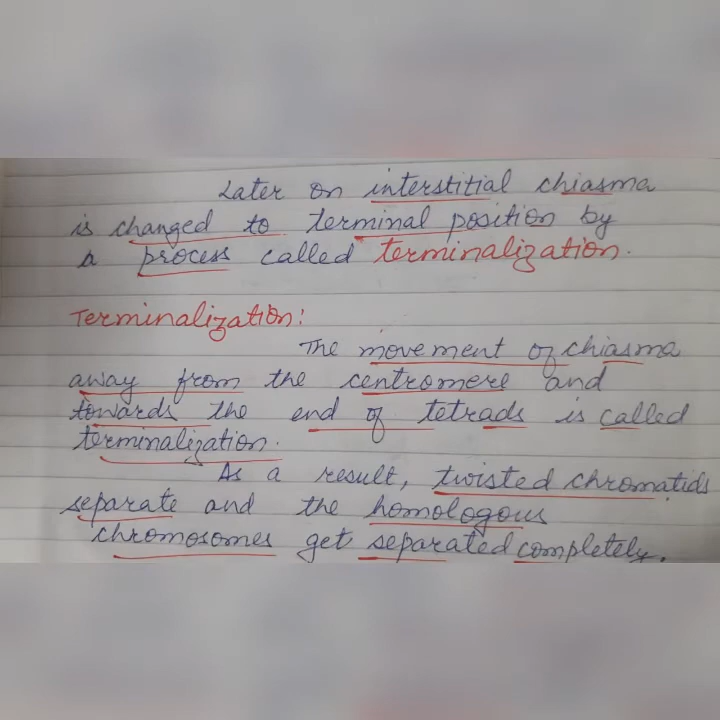 Later on interstitial chiasma
is changed to terminal position by
a process called terminalization.
Terminalization:
The movement of chiasma
away from the centromere and
towards the end of tetrads is called
terminalization.
As a result, twisted chromatids
separate and the homologous
chromosomes get separated completely.